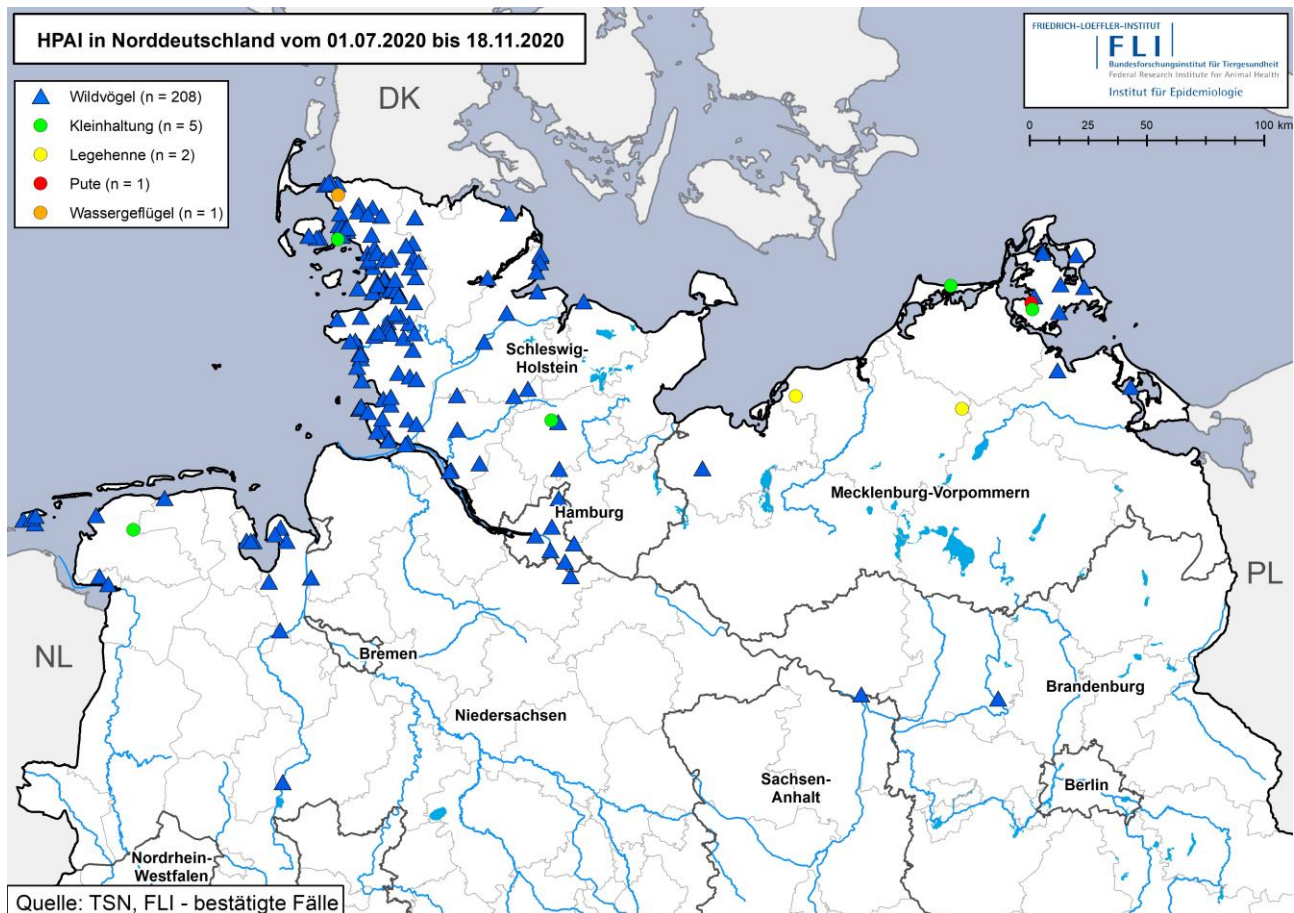 HPAI in Norddeutschland vom 01.07.2020 bis 18.11.2020
FRIEDRICH-LOEFFLER-INSTITUT
FLI
Bundesforschungsinstitut für Tiergesundheit
Federal Research Institute for Animal Health
Institut für Epidemiologie
0 25 50 100 km
Wildvögel (n = 208)
Kleinhaltung (n = 5)
Legehenne (n = 2)
Pute (n = 1)
Wassergeflügel (n = 1)
DK
Schleswig-
Holstein
Mecklenburg-Vorpommern
Hamburg
PL
NL
Bremen
Brandenburg
Niedersachsen
Sachsen-
Anhalt
Berlin
Nordrhein-
Westfalen
Quelle: TSN, FLI - bestätigte Fälle